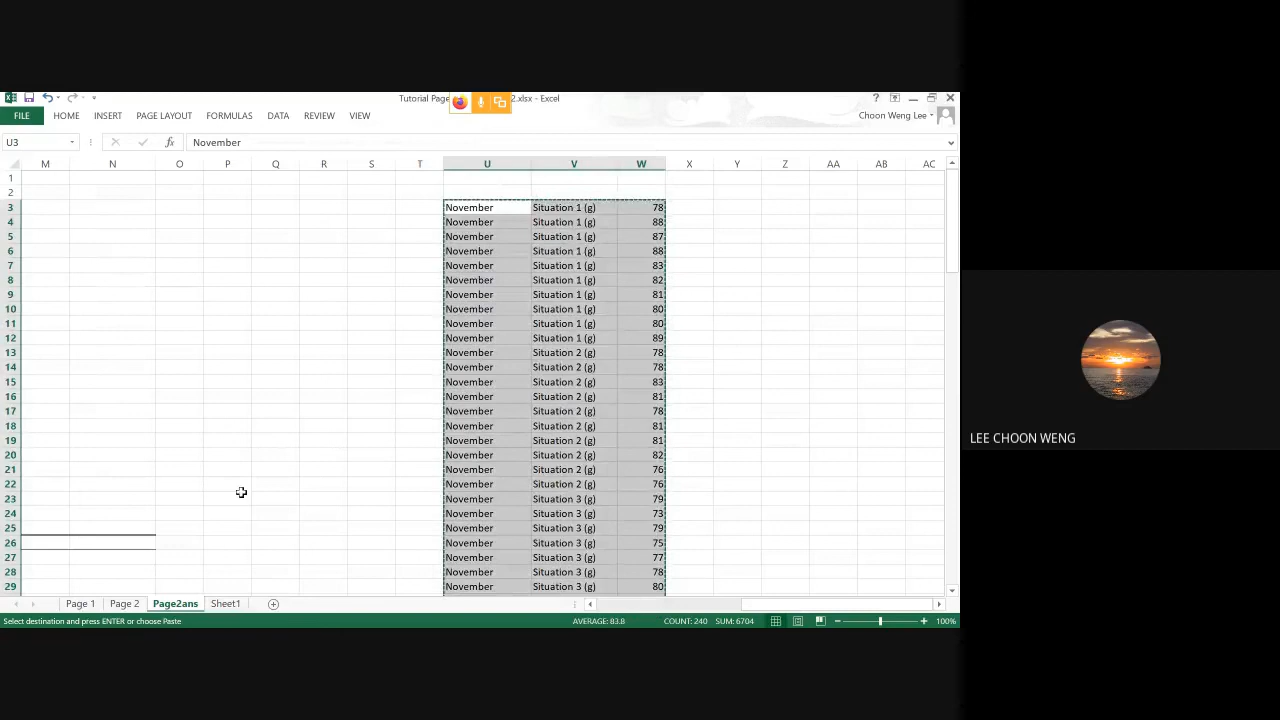 Tutorial Page 2.xlsx - Excel
?
FILE HOME INSERT PAGE LAYOUT FORMULAS DATA REVIEW VIEW Choon Weng Lee
U3 fx November
M N O P Q R S T U V W X Y Z AA AB AC
1
2
3 November Situation 1 (g) 78
4 November Situation 1 (g) 88
5 November Situation 1 (g) 87
6 November Situation 1 (g) 88
7 November Situation 1 (g) 83
8 November Situation 1 (g) 82
9 November Situation 1 (g) 81
10 November Situation 1 (g) 80
11 November Situation 1 (g) 80
12 November Situation 1 (g) 89
13 November Situation 2 (g) 78
14 November Situation 2 (g) 78
15 November Situation 2 (g) 83
16 November Situation 2 (g) 81
17 November Situation 2 (g) 78
18 November Situation 2 (g) 81
19 November Situation 2 (g) 81
20 November Situation 2 (g) 82
21 November Situation 2 (g) 76
22 November Situation 2 (g) 76
23 November Situation 3 (g) 79
24 November Situation 3 (g) 73
25 November Situation 3 (g) 79
26 November Situation 3 (g) 75
27 November Situation 3 (g) 77
28 November Situation 3 (g) 78
29 November Situation 3 (g) 80
Page 1 Page 2 Page2ans Sheet1
Select destination and press ENTER or choose Paste AVERAGE: 83.8 COUNT: 240 SUM: 6704 100%
LEE CHOON WENG